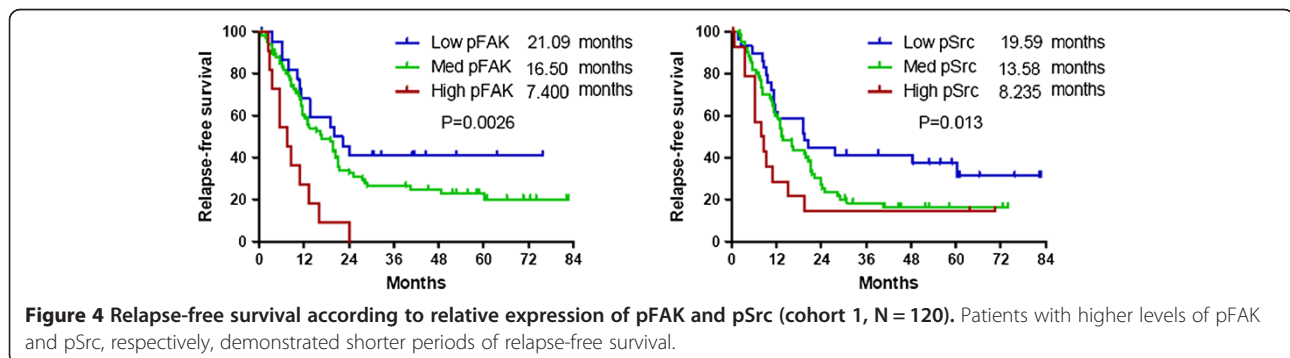 Relapse-free survival
100
80
60
40
20
0
Low pFAK 21.09 months
Med pFAK 16.50 months
High pFAK 7.400 months
P=0.0026
0 12 24 36 48 60 72 84
Months
Relapse-free survival
100
80
60
40
20
0
Low pSrc 19.59 months
Med pSrc 13.58 months
High pSrc 8.235 months
P=0.013
0 12 24 36 48 60 72 84
Months
Figure 4 Relapse-free survival according to relative expression of pFAK and pSrc (cohort 1, N = 120). Patients with higher levels of pFAK
and pSrc, respectively, demonstrated shorter periods of relapse-free survival.